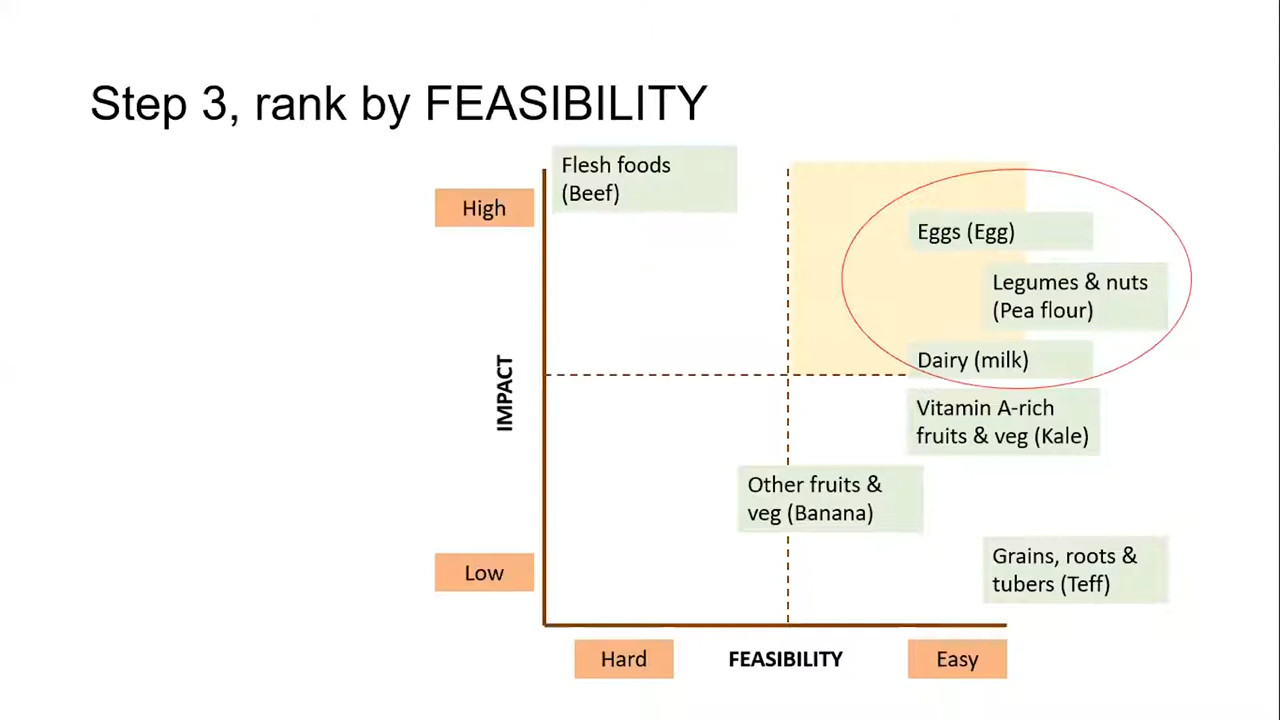 Step 3, rank by FEASIBILITY
Flesh foods
(Beef)
High
Eggs (Egg)
Legumes & nuts
(Pea flour)
Dairy (milk)
IMPACT
Vitamin A-rich
fruits & veg (Kale)
Other fruits &
veg (Banana)
Low
Grains, roots &
tubers (Teff)
Hard
FEASIBILITY
Easy